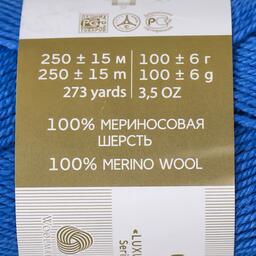 250 ± 15 м 100 ± 6 г
250 ± 15 m 100 ± 6 g
273 yards 3,5 OZ
100% МЕРИНОСОВАЯ
ШЕРСТЬ
100% MERINO WOOL
«LUXU
Seri